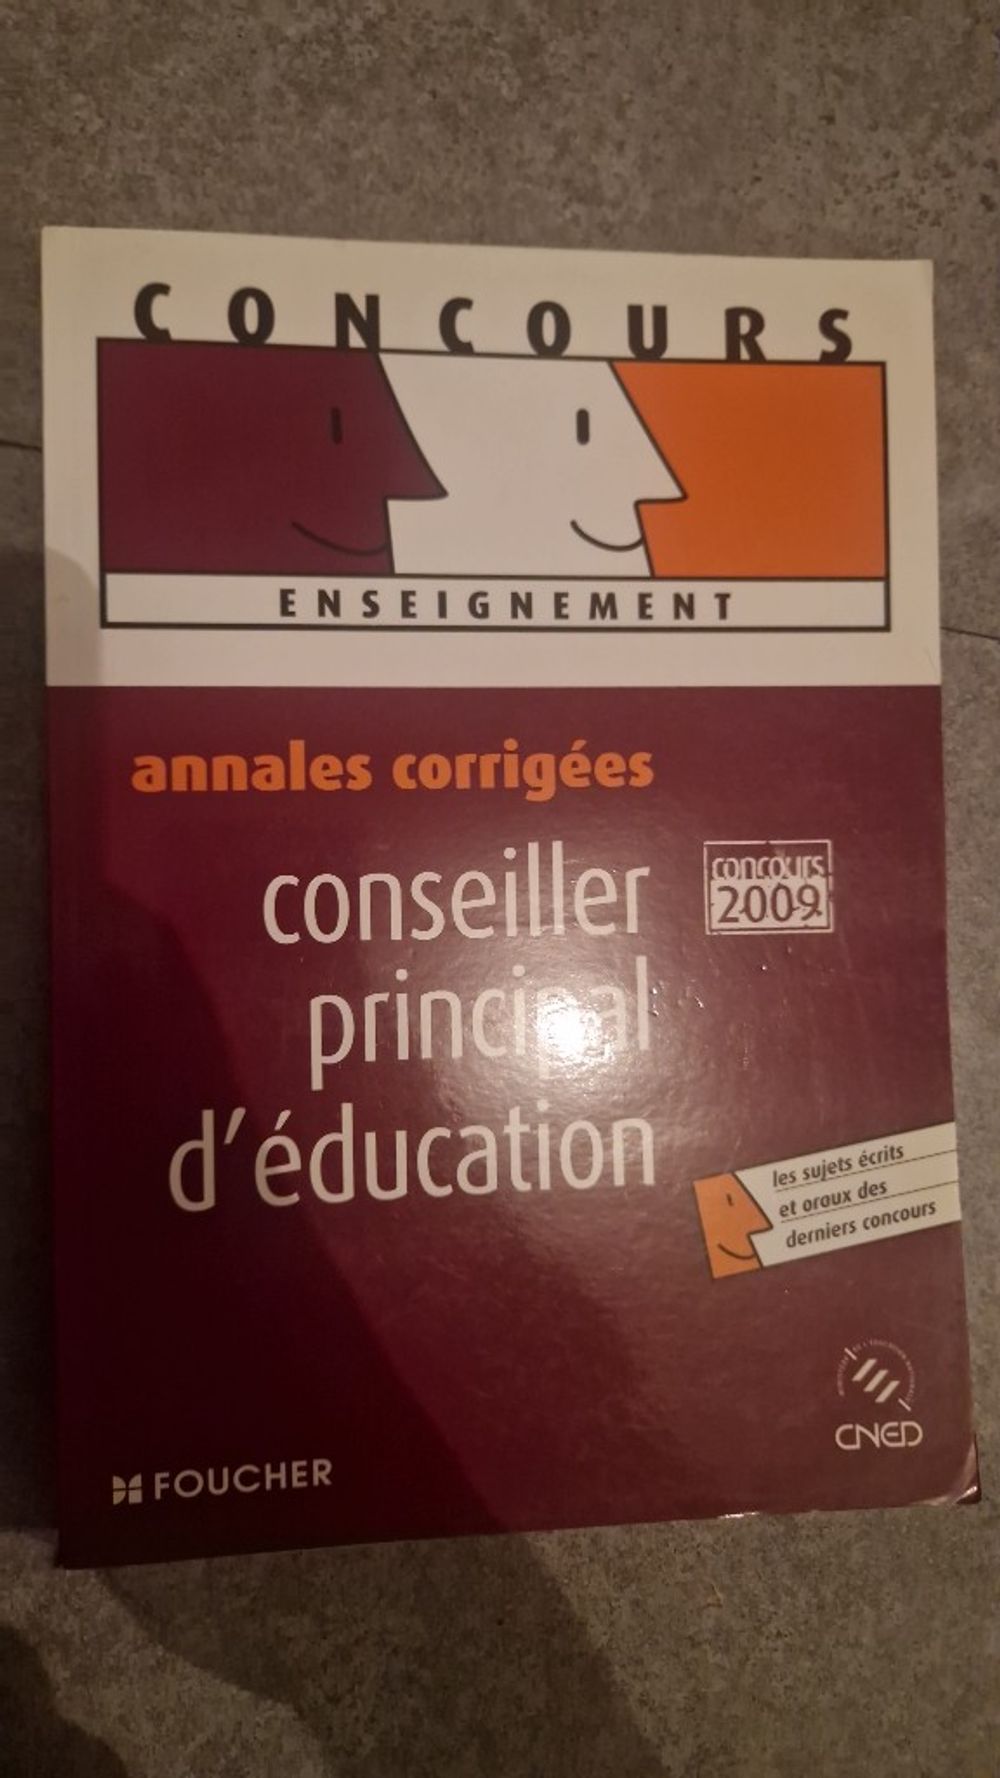 CONCOURS
ENSEIGNEMENT
annales corrigées
conseiller
principal
d'éducation
concours
2009
les sujets écrits
et oraux des
derniers concours
CNED
FOUCHER